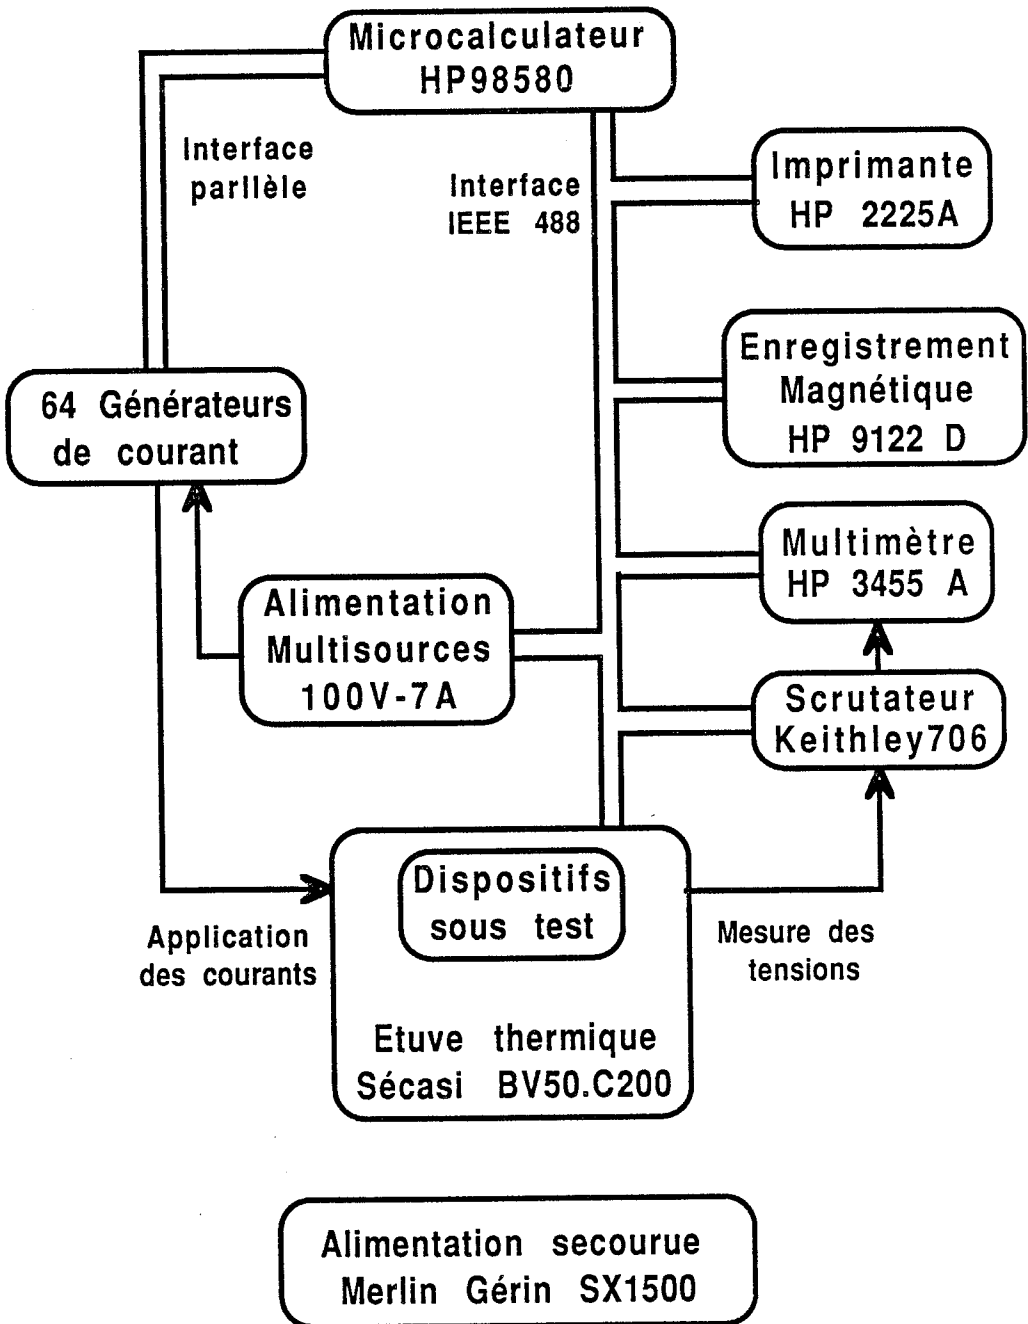 Microcalculateur
HP98580
Interface
parllèle
Interface
IEEE 488
Imprimante
HP 2225A
Enregistrement
Magnétique
HP 9122 D
64 Générateurs
de courant
Multimètre
HP 3455 A
Alimentation
Multisources
100V-7A
Scrutateur
Keithley706
Dispositifs
sous test
Application
des courants
Mesure des
tensions
Etuve thermique
Sécasi BV50.C200
Alimentation secourue
Merlin Gérin SX1500